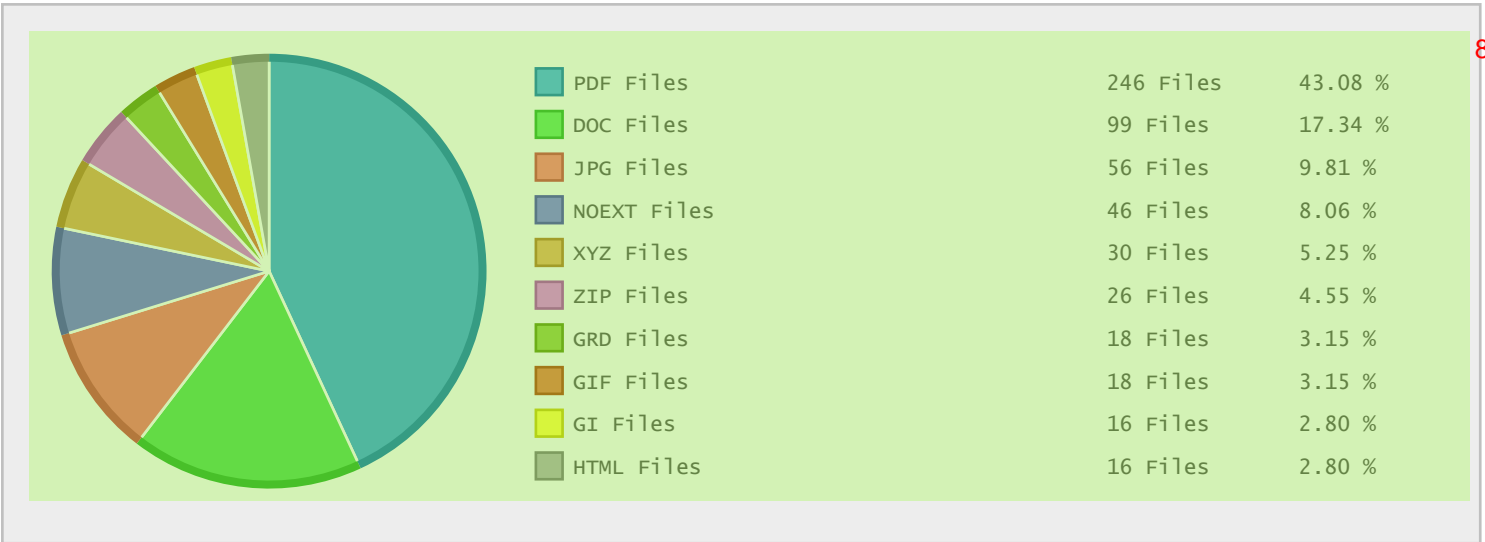 8
PDF Files 246 Files 43.08 %
DOC Files 99 Files 17.34 %
JPG Files 56 Files 9.81 %
NOEXT Files 46 Files 8.06 %
XYZ Files 30 Files 5.25 %
ZIP Files 26 Files 4.55 %
GRD Files 18 Files 3.15 %
GIF Files 18 Files 3.15 %
GI Files 16 Files 2.80 %
HTML Files 16 Files 2.80 %